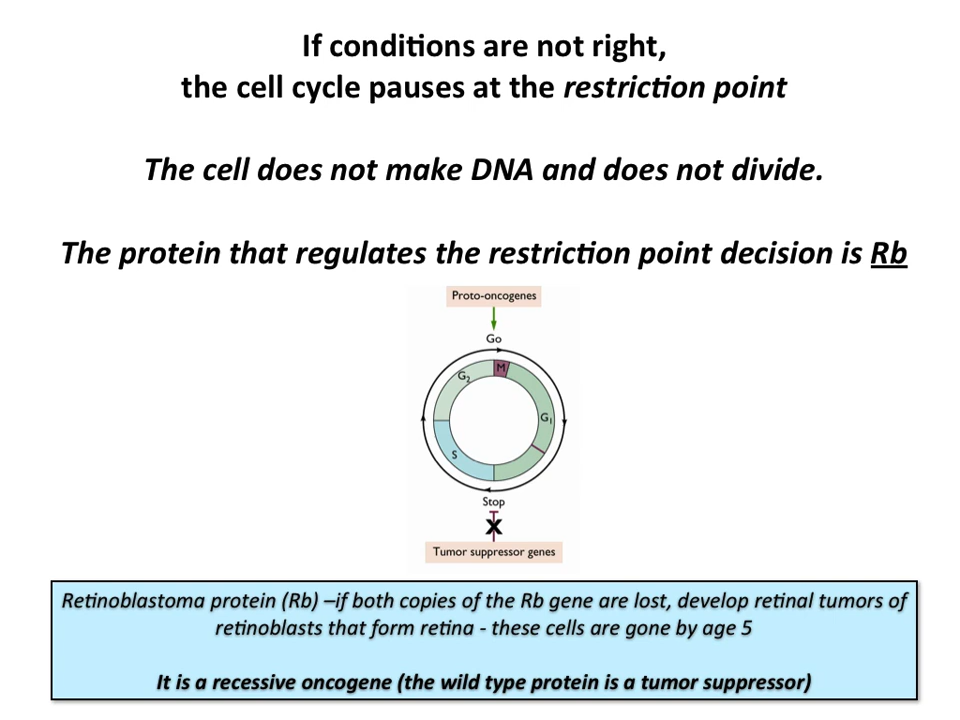 If conditions are not right,
the cell cycle pauses at the restriction point
The cell does not make DNA and does not divide.
The protein that regulates the restriction point decision is Rb
Proto-oncogenes
Go
M
G2
G1
S
Stop
X
Tumor suppressor genes
Retinoblastoma protein (Rb) –if both copies of the Rb gene are lost, develop retinal tumors of
retinoblasts that form retina - these cells are gone by age 5
It is a recessive oncogene (the wild type protein is a tumor suppressor)